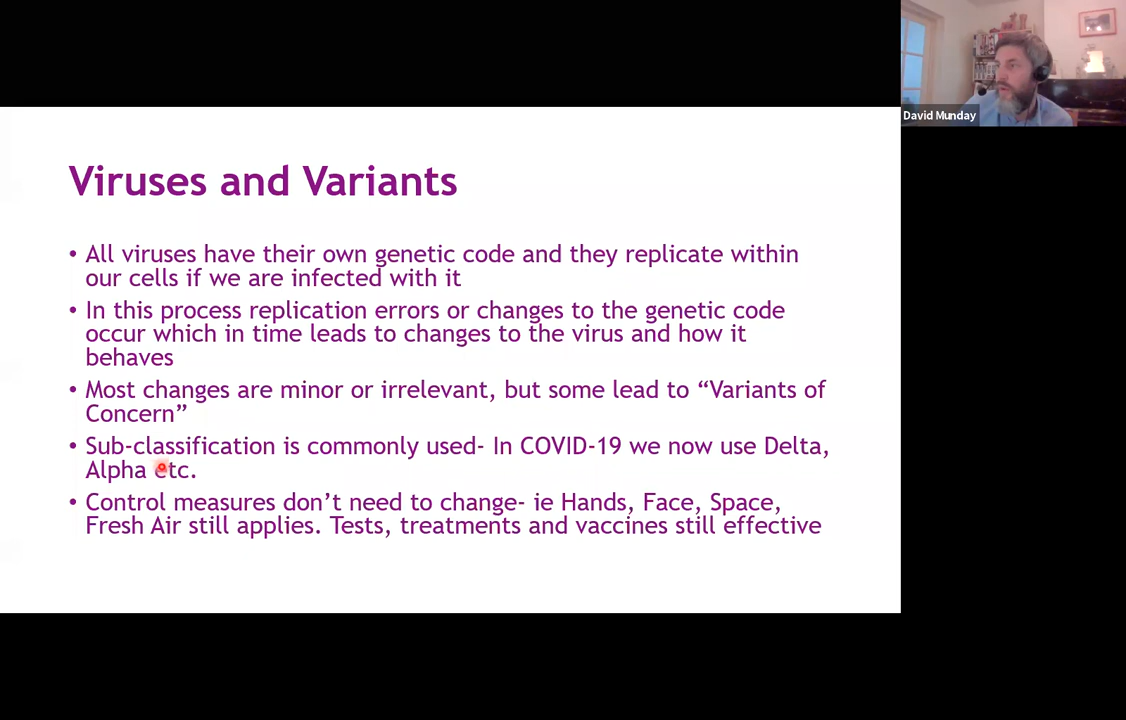 Viruses and Variants
• All viruses have their own genetic code and they replicate within
our cells if we are infected with it
• In this process replication errors or changes to the genetic code
occur which in time leads to changes to the virus and how it
behaves
• Most changes are minor or irrelevant, but some lead to “Variants of
Concern”
• Sub-classification is commonly used- In COVID-19 we now use Delta,
Alpha etc.
• Control measures don’t need to change- ie Hands, Face, Space,
Fresh Air still applies. Tests, treatments and vaccines still effective
David Munday